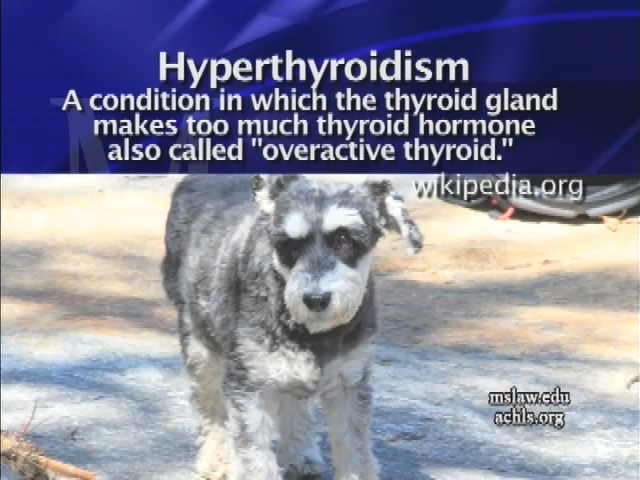 Hyperthyroidism
A condition in which the thyroid gland
makes too much thyroid hormone
also called "overactive thyroid."
wikipedia.org
mslaw.edu
achls.org